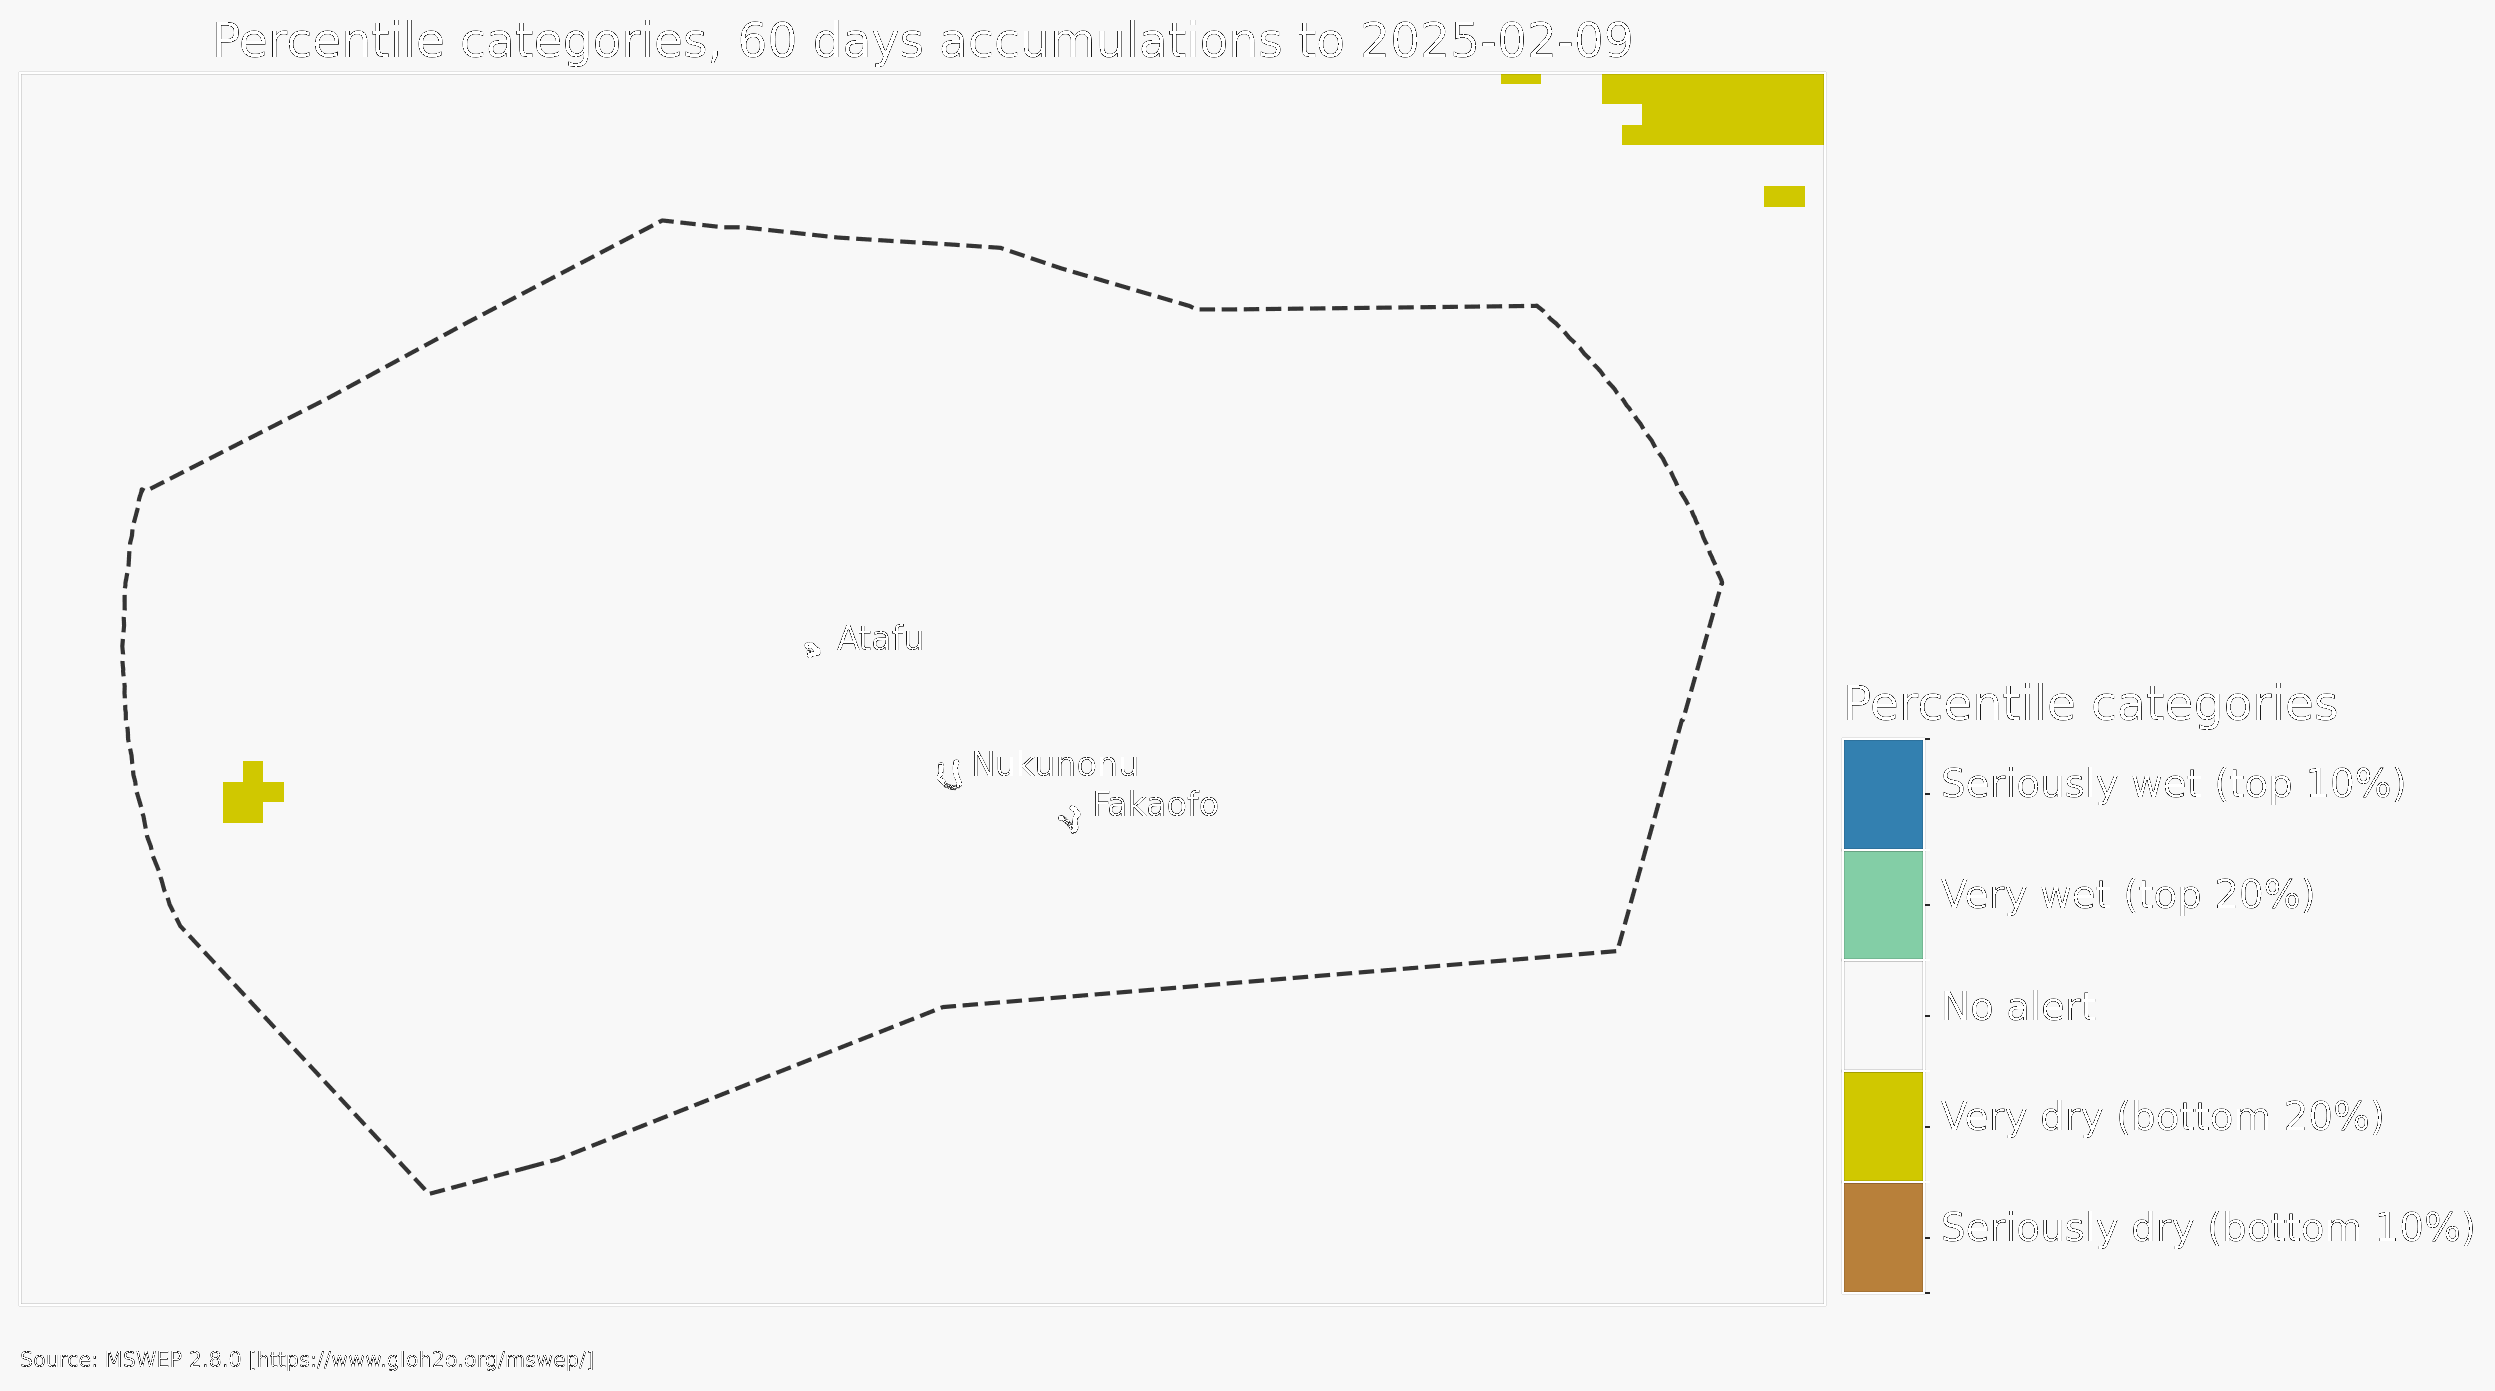 Percentile categories, 60 days accumulations to 2025-02-09
Atafu
Nukunonu
Fakaofo
Percentile categories
Seriously wet (top 10%)
Very wet (top 20%)
No alert
Very dry (bottom 20%)
Seriously dry (bottom 10%)
Source: MSWEP 2.8.0 [https://www.gloh2o.org/mswep/]